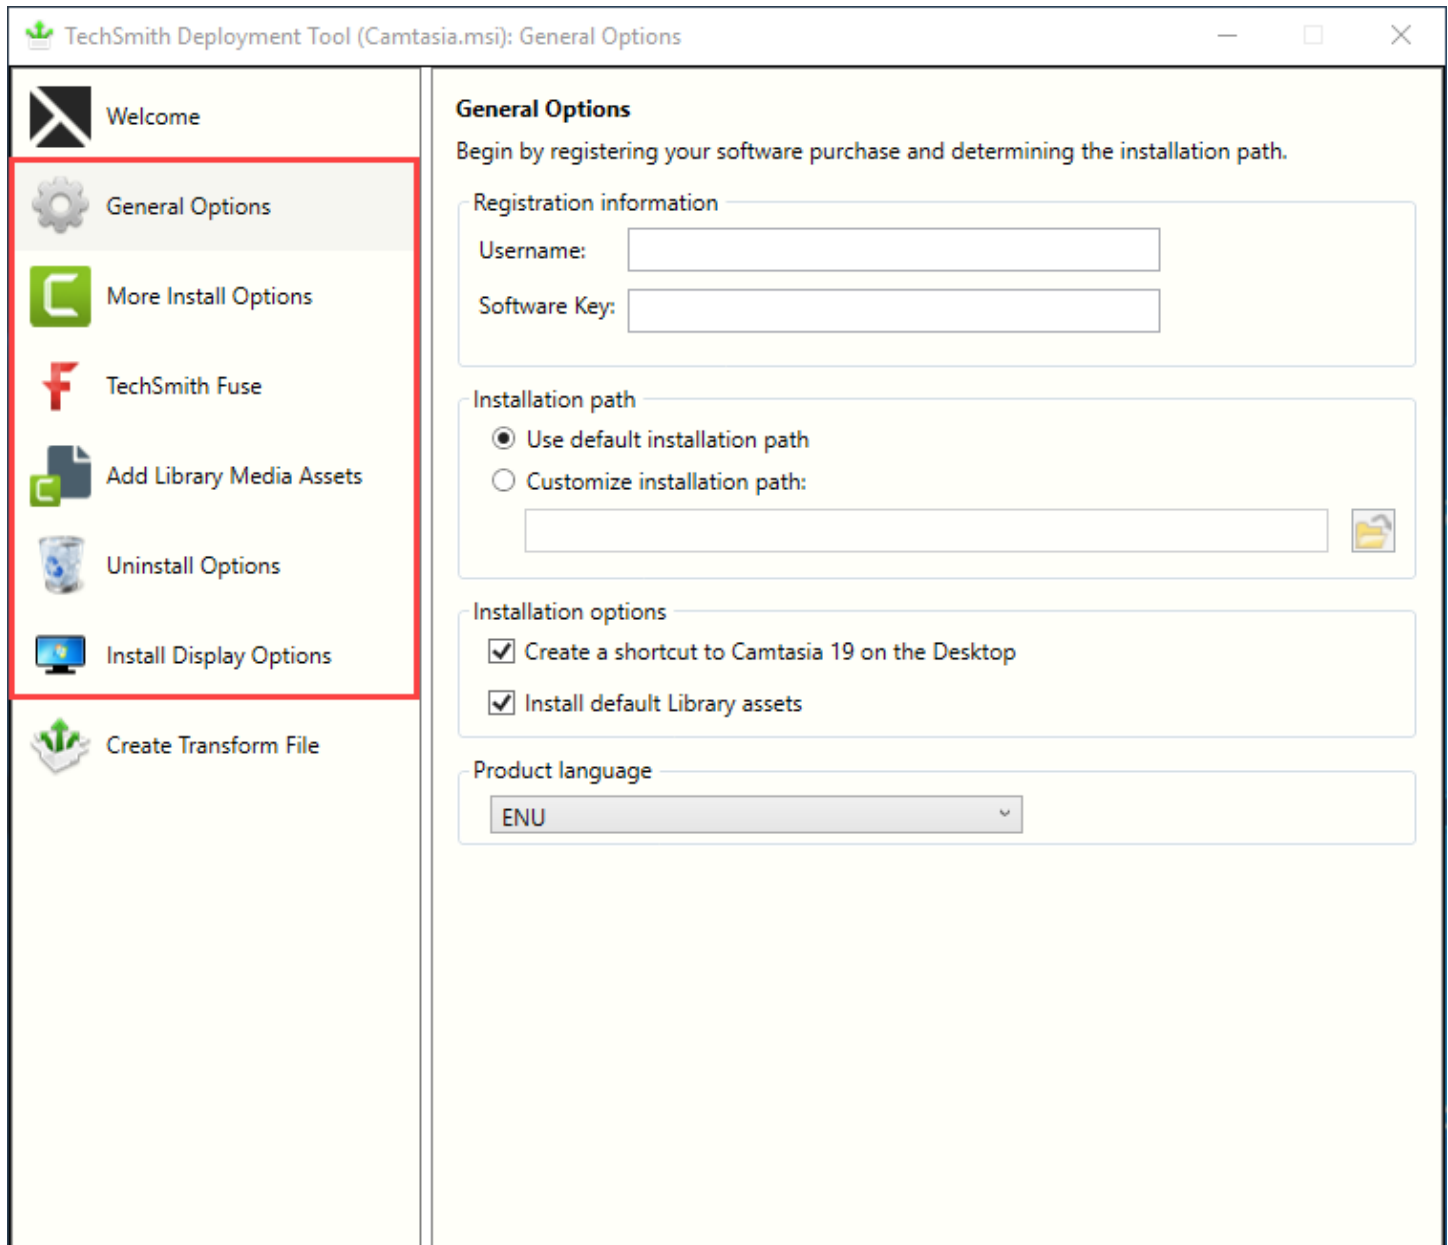 TechSmith Deployment Tool (Camtasia.msi): General Options
Welcome
General Options
More Install Options
TechSmith Fuse
Add Library Media Assets
Uninstall Options
Install Display Options
Create Transform File
General Options
Begin by registering your software purchase and determining the installation path.
Registration information
Username:
Software Key:
Installation path
Use default installation path
Customize installation path:
Installation options
Create a shortcut to Camtasia 19 on the Desktop
Install default Library assets
Product language
ENU